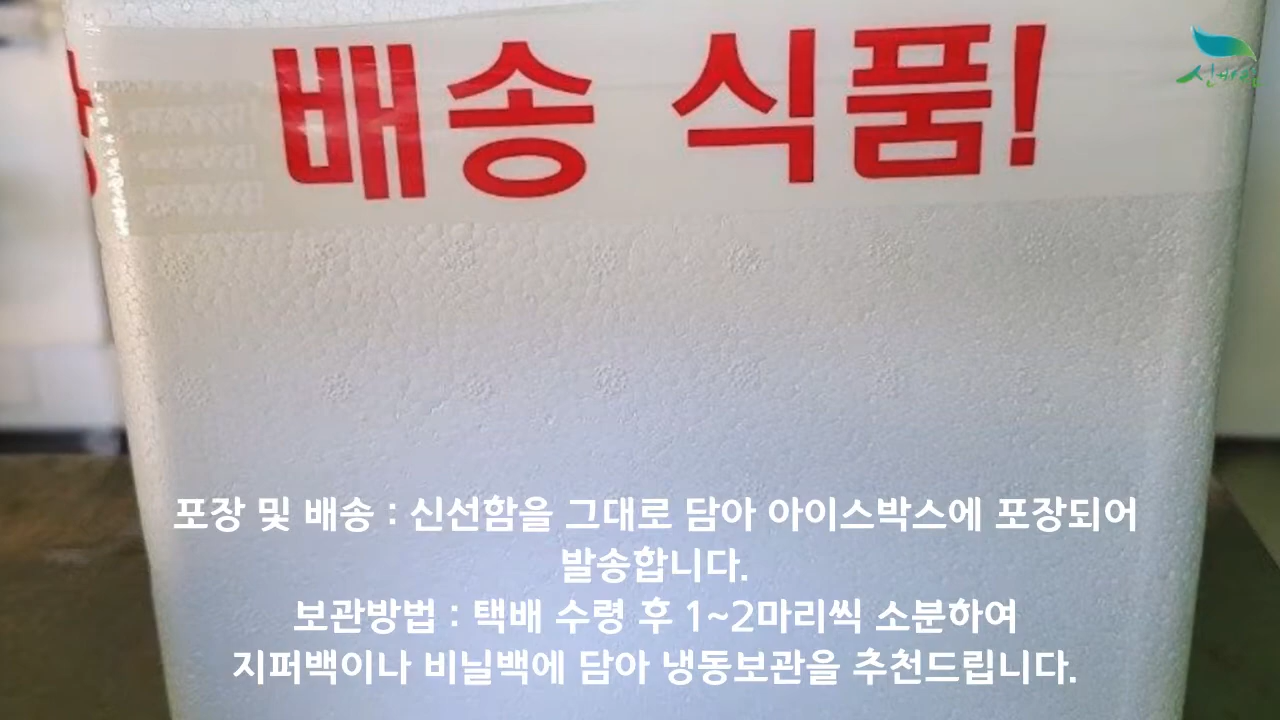 배송 식품!
신바람
포장 및 배송 : 신선함을 그대로 담아 아이스박스에 포장되어
발송합니다.
보관방법 : 택배 수령 후 1~2마리씩 소분하여
지퍼백이나 비닐백에 담아 냉동보관을 추천드립니다.